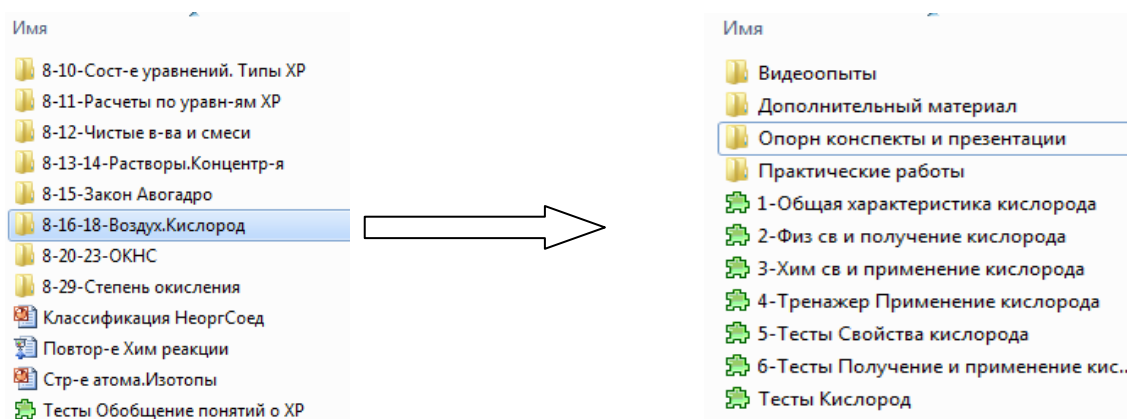 Имя
8-10-Сост-е уравнений. Типы ХР
8-11-Расчеты по уравн-ям ХР
8-12-Чистые в-ва и смеси
8-13-14-Растворы.Концентр-я
8-15-Закон Авогадро
8-16-18-Воздух.Кислород
8-20-23-ОКНС
8-29-Степень окисления
Классификация НеоргСоед
Повтор-е Хим реакции
Стр-е атома.Изотопы
Тесты Обобщение понятий о ХР
Имя
Видеоопыты
Дополнительный материал
Опорн конспекты и презентации
Практические работы
1-Общая характеристика кислорода
2-Физ св и получение кислорода
3-Хим св и применение кислорода
4-Тренажер Применение кислорода
5-Тесты Свойства кислорода
6-Тесты Получение и применение кис...
Тесты Кислород